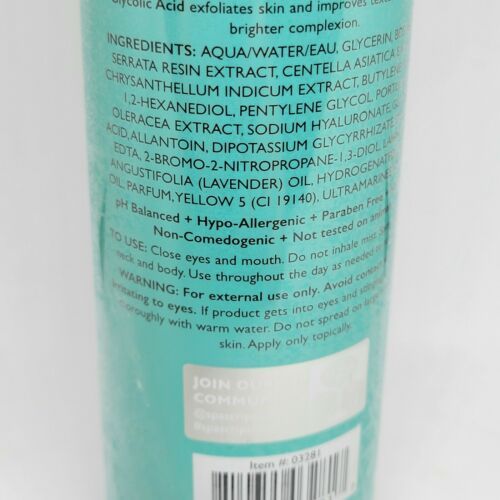 Glycolic Acid exfoliates skin and improves
brighter complexion.
INGREDIENTS: AQUA/WATER/EAU, GLYCERIN,
SERRATA RESIN EXTRACT, CENTELLA ASIATICA
CHRYSANTHELLUM INDICUM EXTRACT, BUTYLENE
1,2-HEXANEDIOL, PENTYLENE GLYCOL,
OLERACEA EXTRACT, SODIUM HYALURONATE,
ACID, ALLANTOIN, DIPOTASSIUM GLYCYRRHIZATE,
EDTA, 2-BROMO-2-NITROPROPANE-1,3-DIOL,
ANGUSTIFOLIA (LAVENDER) OIL, HYDROGENATED
OIL, PARFUM, YELLOW 5 (CI 19140), ULTRAMARINE
pH Balanced + Hypo-Allergenic + Paraben Free
Non-Comedogenic + Not tested on
TO USE: Close eyes and mouth. Do not inhale mist.
neck and body. Use throughout the day as needed
WARNING: For external use only. Avoid contact
irritating to eyes. If product gets into eyes and
thoroughly with warm water. Do not spread on large
skin. Apply only topically.
JOIN OUR
Item #: 03281